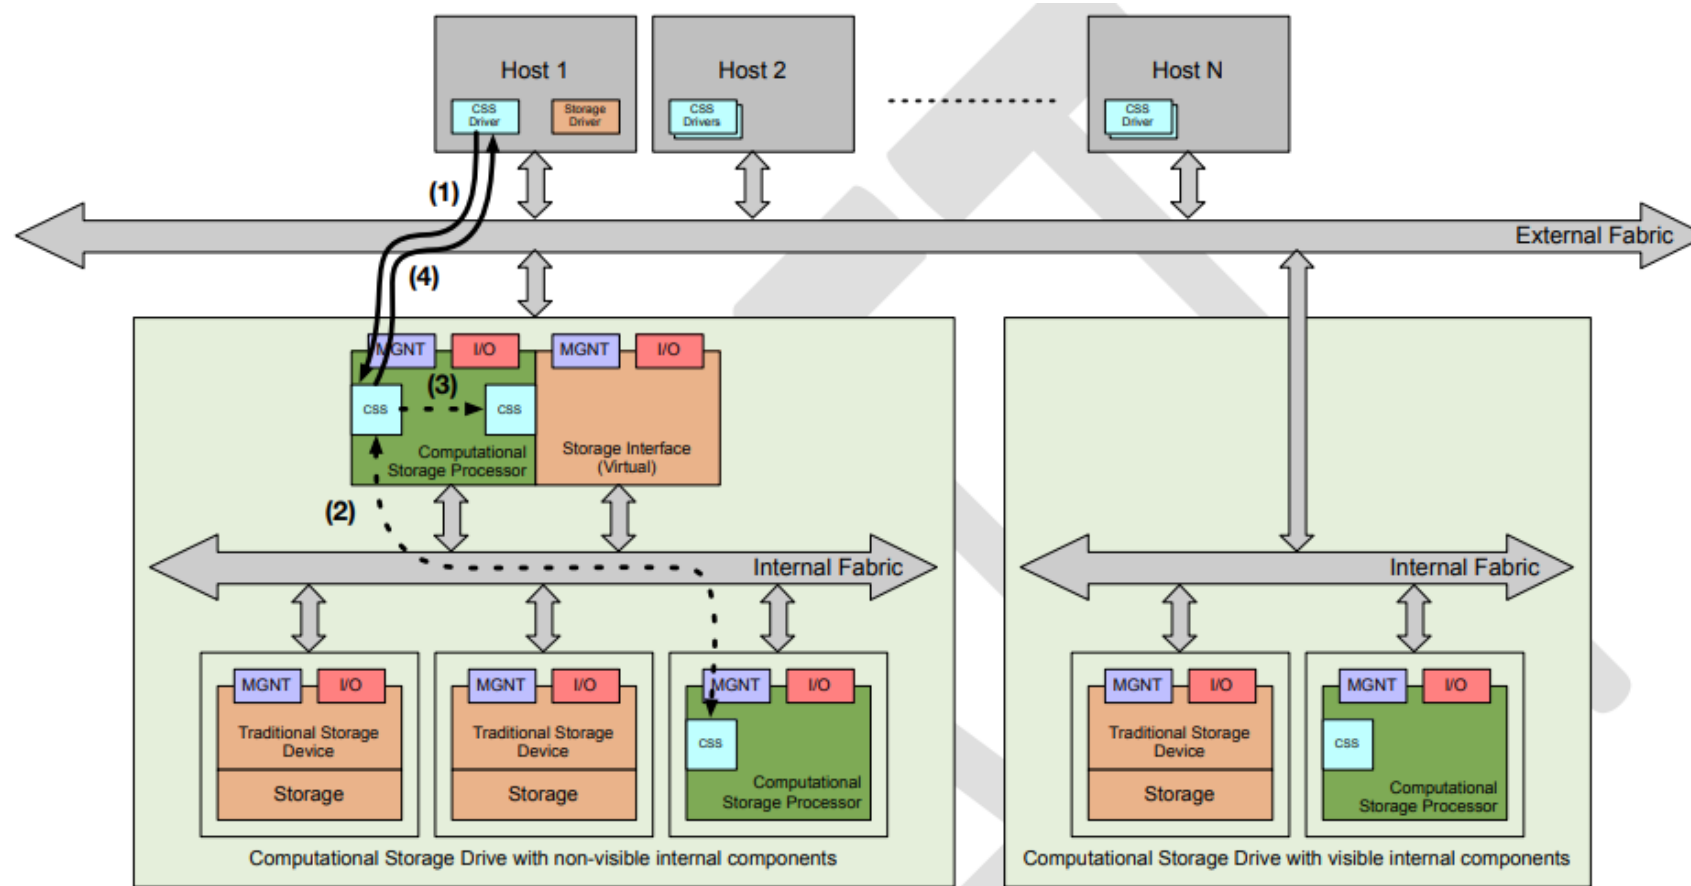 Host 1
CSS
Driver
Storage
Driver
Host 2
CSS
Drivers
Host N
CSS
Driver
(1)
External Fabric
(4)
MGNT
I/O
MGNT
I/O
(3)
CSS
CSS
Computational
Storage Processor
Storage Interface
(Virtual)
(2)
Internal Fabric
Internal Fabric
MGNT
I/O
Traditional Storage
Device
Storage
MGNT
I/O
Traditional Storage
Device
Storage
MGNT
I/O
CSS
Computational
Storage Processor
MGNT
I/O
Traditional Storage
Device
Storage
MGNT
I/O
CSS
Computational
Storage Processor
Computational Storage Drive with non-visible internal components
Computational Storage Drive with visible internal components